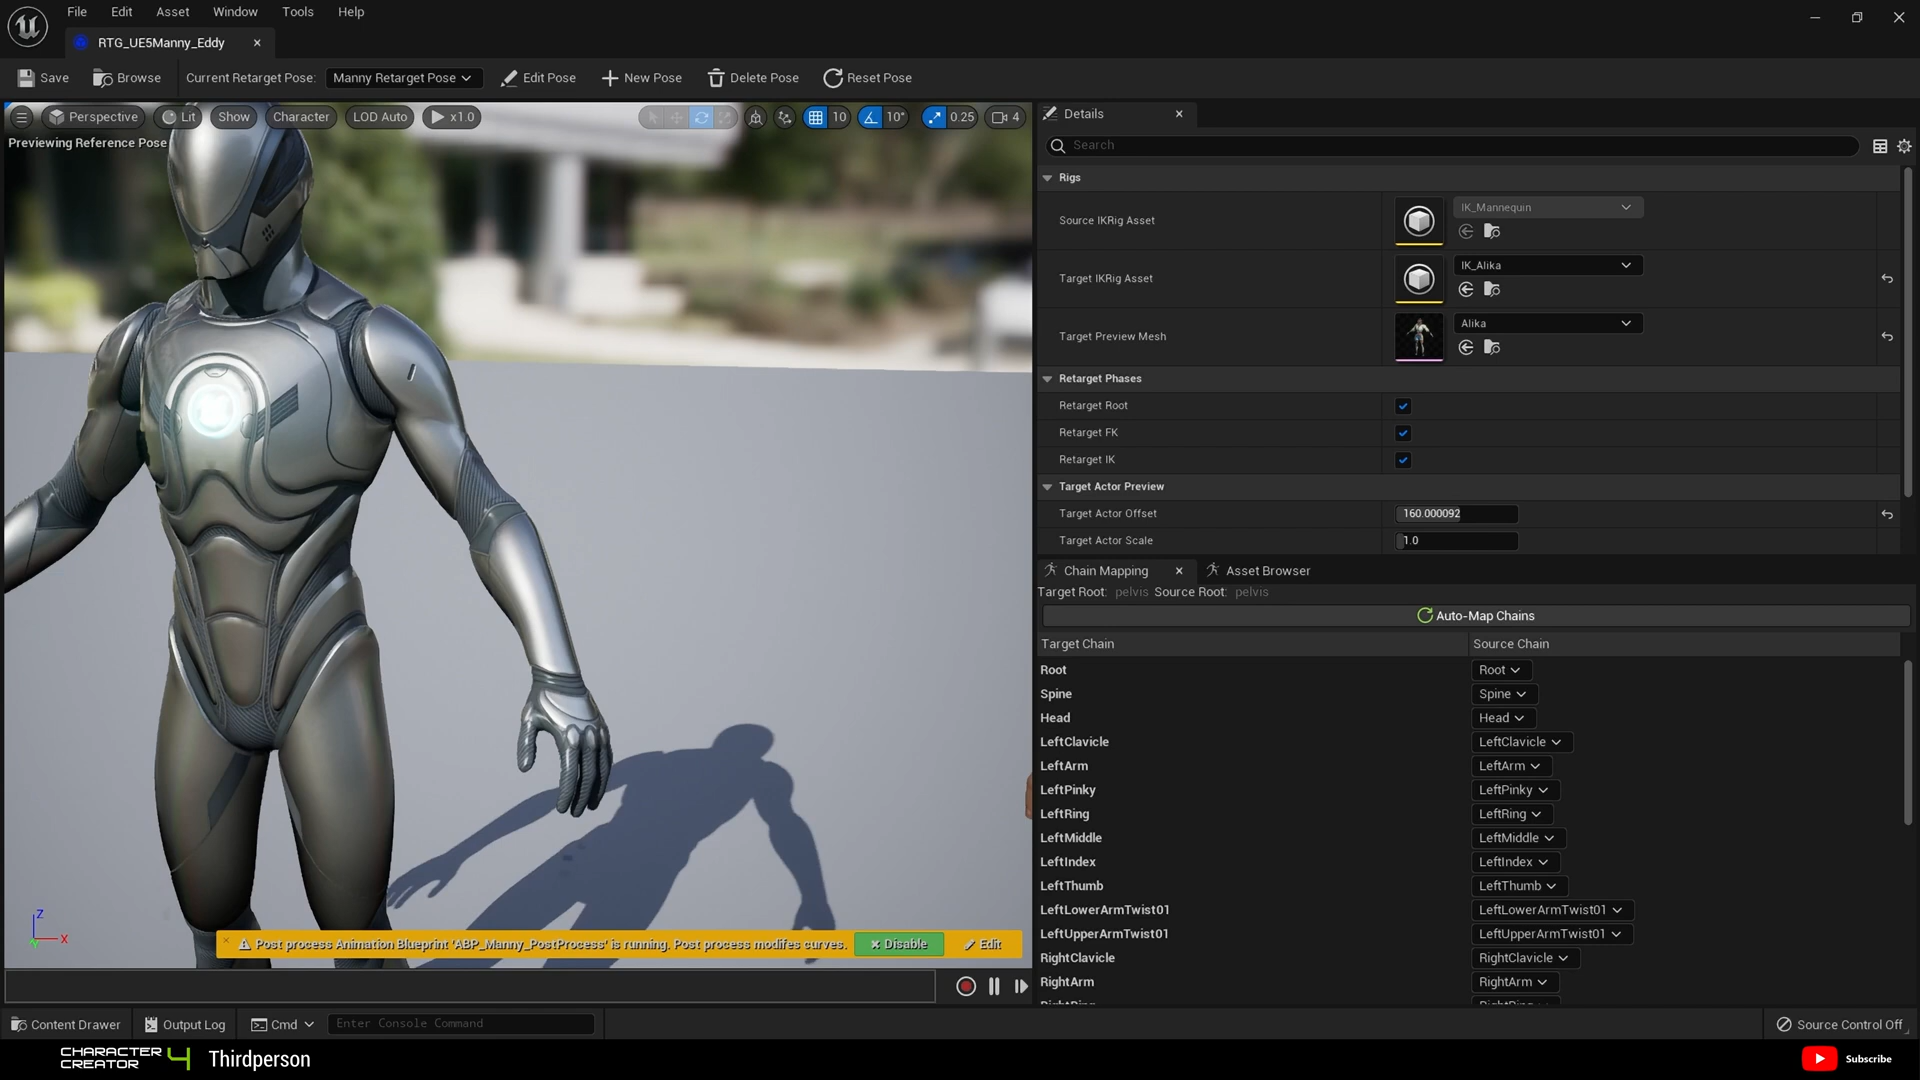 File Edit Asset Window Tools Help
RTG_UE5Manny_Eddy
Save Browse Current Retarget Pose: Manny Retarget Pose Edit Pose New Pose Delete Pose Reset Pose
Perspective Lit Show Character LOD Auto x1.0 10 10° 0.25 4
Previewing Reference Pose
Details
Search
Rigs
Source IKRig Asset IK_Mannequin
Target IKRig Asset IK_Alika
Target Preview Mesh Alika
Retarget Phases
Retarget Root
Retarget FK
Retarget IK
Target Actor Preview
Target Actor Offset 160.000092
Target Actor Scale 1.0
Chain Mapping Asset Browser
Target Root: pelvis Source Root: pelvis
Auto-Map Chains
Target Chain Source Chain
Root Root
Spine Spine
Head Head
LeftClavicle LeftClavicle
LeftArm LeftArm
LeftPinky LeftPinky
LeftRing LeftRing
LeftMiddle LeftMiddle
LeftIndex LeftIndex
LeftThumb LeftThumb
LeftLowerArmTwist01 LeftLowerArmTwist01
LeftUpperArmTwist01 LeftUpperArmTwist01
RightClavicle RightClavicle
RightArm RightArm
Z
X
Post process Animation Blueprint 'ABP_Manny_PostProcess' is running. Post process modifes curves. Disable Edit
Content Drawer Output Log Cmd Enter Console Command Source Control Off
CHARACTER CREATOR 4 Thirdperson Subscribe